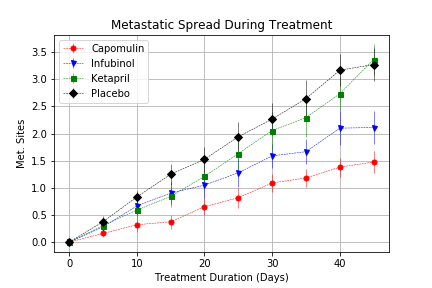 Metastatic Spread During Treatment
Capomulin
Infubinol
Ketapril
Placebo
3.5
3.0
2.5
2.0
1.5
1.0
0.5
0.0
Met. Sites
0 10 20 30 40
Treatment Duration (Days)